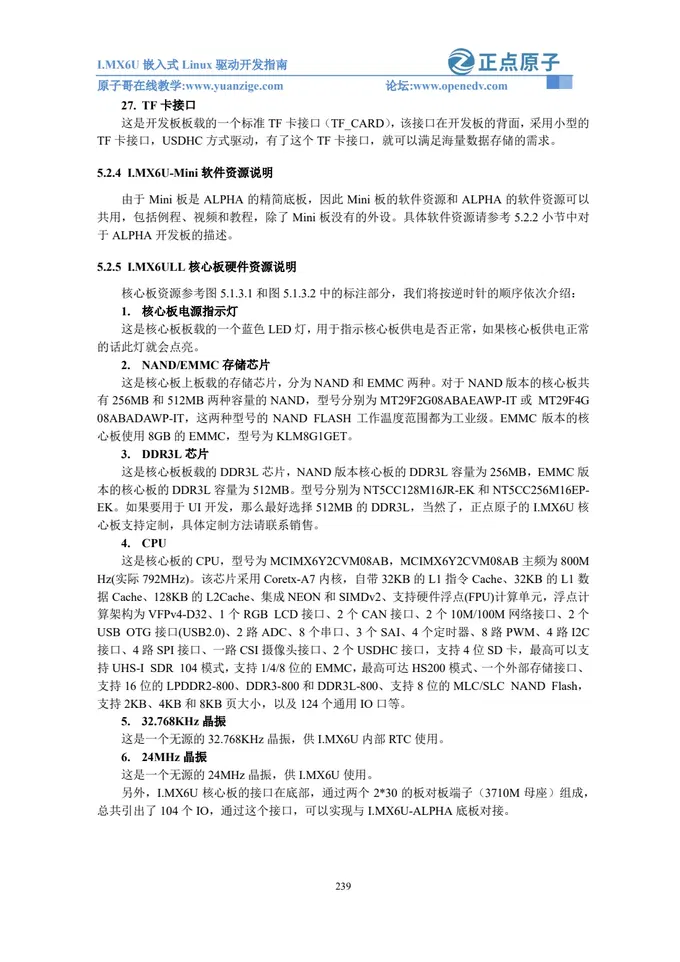 I.MX6U 嵌入式 Linux 驱动开发指南
正点原子
原子哥在线教学:www.yuanzige.com 论坛:www.openedv.com
27. TF 卡接口
这是开发板板载的一个标准 TF 卡接口（TF_CARD），该接口在开发板的背面，采用小型的
TF 卡接口，USDHC 方式驱动，有了这个 TF 卡接口，就可以满足海量数据存储的需求。
5.2.4 I.MX6U-Mini 软件资源说明
由于 Mini 板是 ALPHA 的精简底板，因此 Mini 板的软件资源和 ALPHA 的软件资源可以
共用，包括例程、视频和教程，除了 Mini 板没有的外设。具体软件资源请参考 5.2.2 小节中对
于 ALPHA 开发板的描述。
5.2.5 I.MX6ULL 核心板硬件资源说明
核心板资源参考图 5.1.3.1 和图 5.1.3.2 中的标注部分，我们将按逆时针的顺序依次介绍：
1. 核心板电源指示灯
这是核心板板载的一个蓝色 LED 灯，用于指示核心板供电是否正常，如果核心板供电正常
的话此灯就会点亮。
2. NAND/EMMC 存储芯片
这是核心板上板载的存储芯片，分为 NAND 和 EMMC 两种。对于 NAND 版本的核心板共
有 256MB 和 512MB 两种容量的 NAND，型号分别为 MT29F2G08ABAEAWP-IT 或 MT29F4G
08ABADAWP-IT，这两种型号的 NAND FLASH 工作温度范围都为工业级。EMMC 版本的核
心板使用 8GB 的 EMMC，型号为 KLM8G1GET。
3. DDR3L 芯片
这是核心板板载的 DDR3L 芯片，NAND 版本核心板的 DDR3L 容量为 256MB，EMMC 版
本的核心板的 DDR3L 容量为 512MB。型号分别为 NT5CC128M16JR-EK 和 NT5CC256M16EP-
EK。如果要用于 UI 开发，那么最好选择 512MB 的 DDR3L，当然了，正点原子的 I.MX6U 核
心板支持定制，具体定制方法请联系销售。
4. CPU
这是核心板的 CPU，型号为 MCIMX6Y2CVM08AB，MCIMX6Y2CVM08AB 主频为 800M
Hz(实际 792MHz)。该芯片采用 Coretx-A7 内核，自带 32KB 的 L1 指令 Cache、32KB 的 L1 数
据 Cache、128KB 的 L2Cache、集成 NEON 和 SIMDv2、支持硬件浮点(FPU)计算单元，浮点计
算架构为 VFPv4-D32、1 个 RGB LCD 接口、2 个 CAN 接口、2 个 10M/100M 网络接口、2 个
USB OTG 接口(USB2.0)、2 路 ADC、8 个串口、3 个 SAI、4 个定时器、8 路 PWM、4 路 I2C
接口、4 路 SPI 接口、一路 CSI 摄像头接口、2 个 USDHC 接口，支持 4 位 SD 卡，最高可以支
持 UHS-I SDR 104 模式，支持 1/4/8 位的 EMMC，最高可达 HS200 模式、一个外部存储接口、
支持 16 位的 LPDDR2-800、DDR3-800 和 DDR3L-800、支持 8 位的 MLC/SLC NAND Flash，
支持 2KB、4KB 和 8KB 页大小，以及 124 个通用 IO 口等。
5. 32.768KHz 晶振
这是一个无源的 32.768KHz 晶振，供 I.MX6U 内部 RTC 使用。
6. 24MHz 晶振
这是一个无源的 24MHz 晶振，供 I.MX6U 使用。
另外，I.MX6U 核心板的接口在底部，通过两个 2*30 的板对板端子（3710M 母座）组成，
总共引出了 104 个 IO，通过这个接口，可以实现与 I.MX6U-ALPHA 底板对接。
239